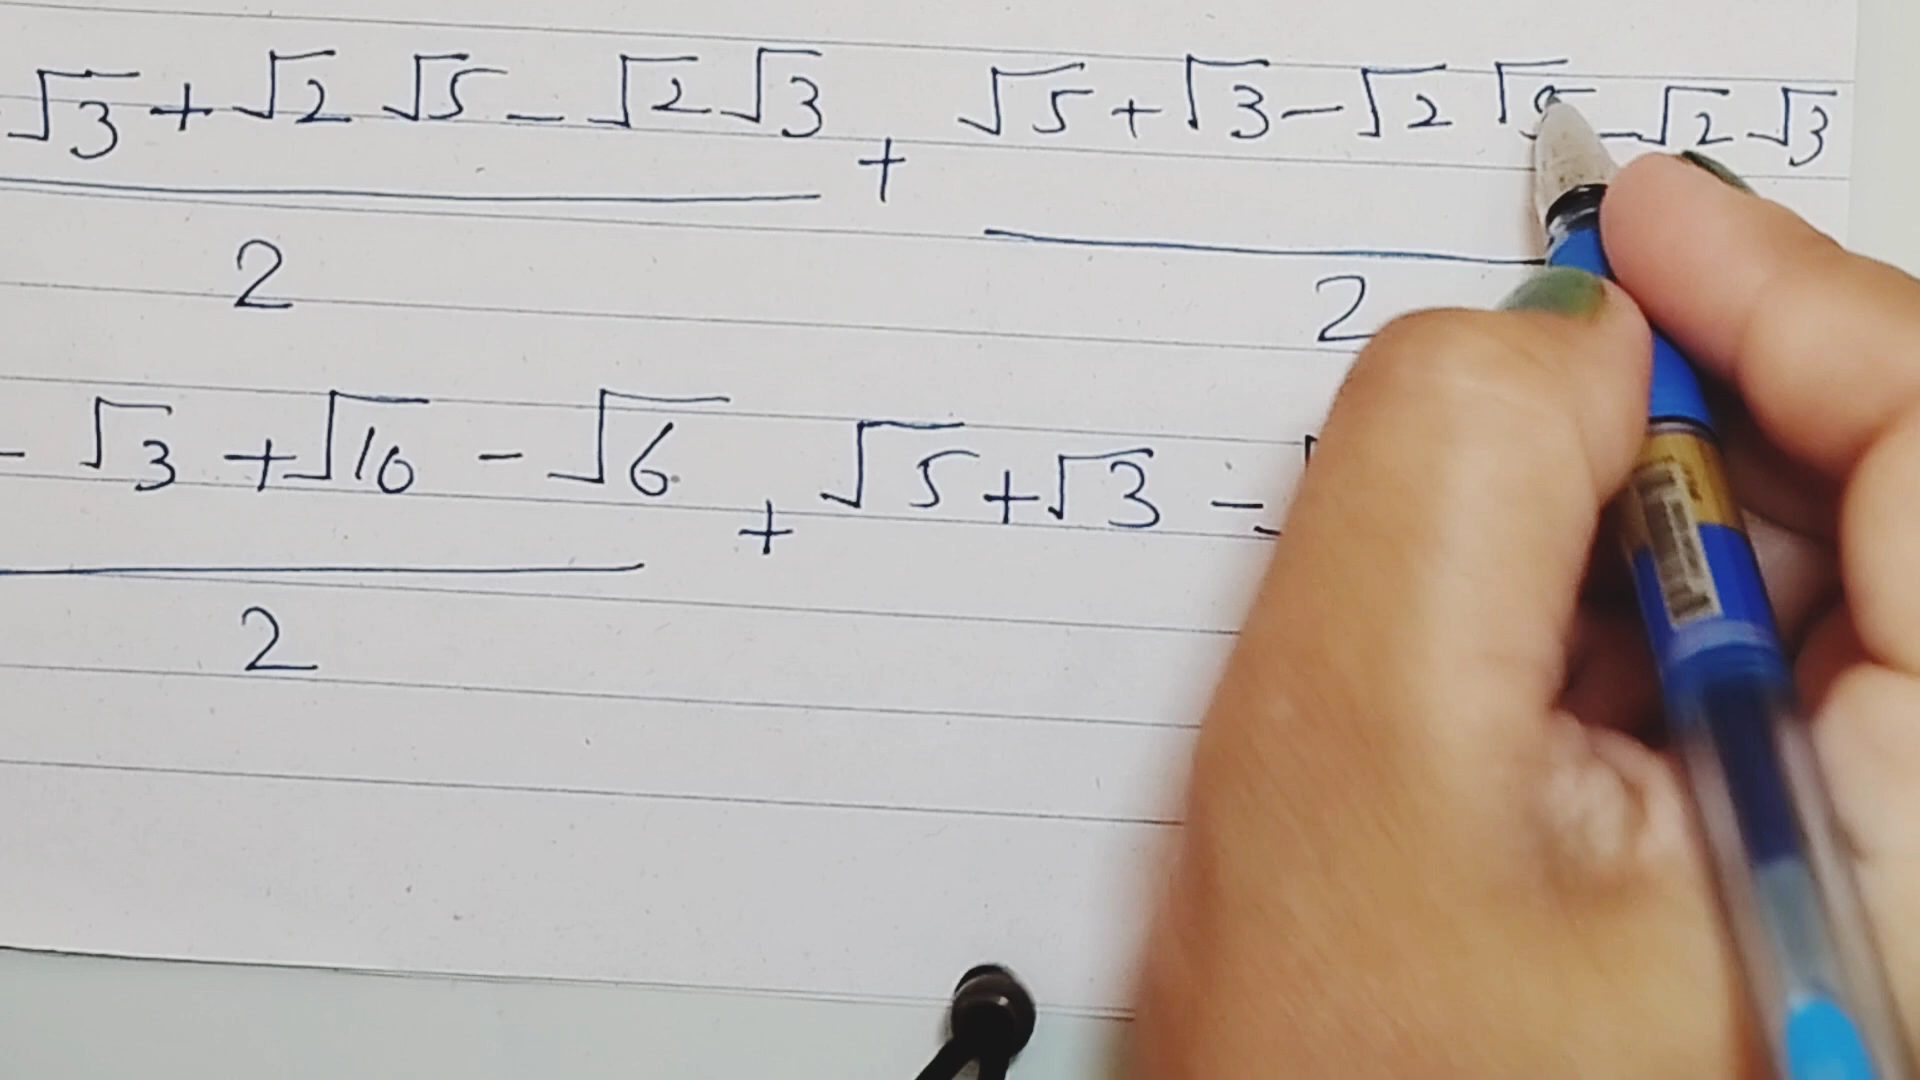 √3 + √2 √5 - √2 √3 + √5 + √3 - √2 √5 - √2 √3
2 2
- √3 + √10 - √6 + √5 + √3 -
2